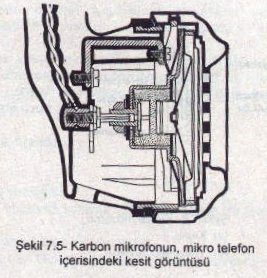 Şekil 7.5- Karbon mikrofonun, mikro telefon
içerisindeki kesit görüntüsü